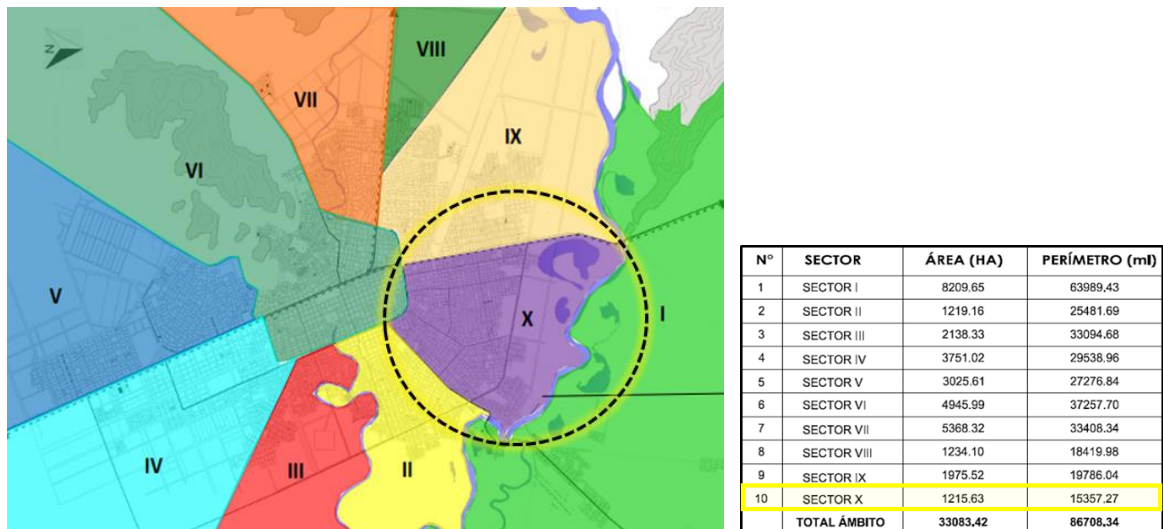 N
VIII
VII
IX
VI
V
X
I
IV
III
II
N° SECTOR ÁREA (HA) PERÍMETRO (ml)
1 SECTOR I 8209.65 63989,43
2 SECTOR II 1219.16 25481.69
3 SECTOR III 2138.33 33094.68
4 SECTOR IV 3751.02 29538.96
5 SECTOR V 3025.61 27276.84
6 SECTOR VI 4945.99 37257.70
7 SECTOR VII 5368.32 33408.34
8 SECTOR VIII 1234.10 18419.98
9 SECTOR IX 1975.52 19786.04
10 SECTOR X 1215.63 15357.27
TOTAL ÁMBITO 33083.42 86708.34